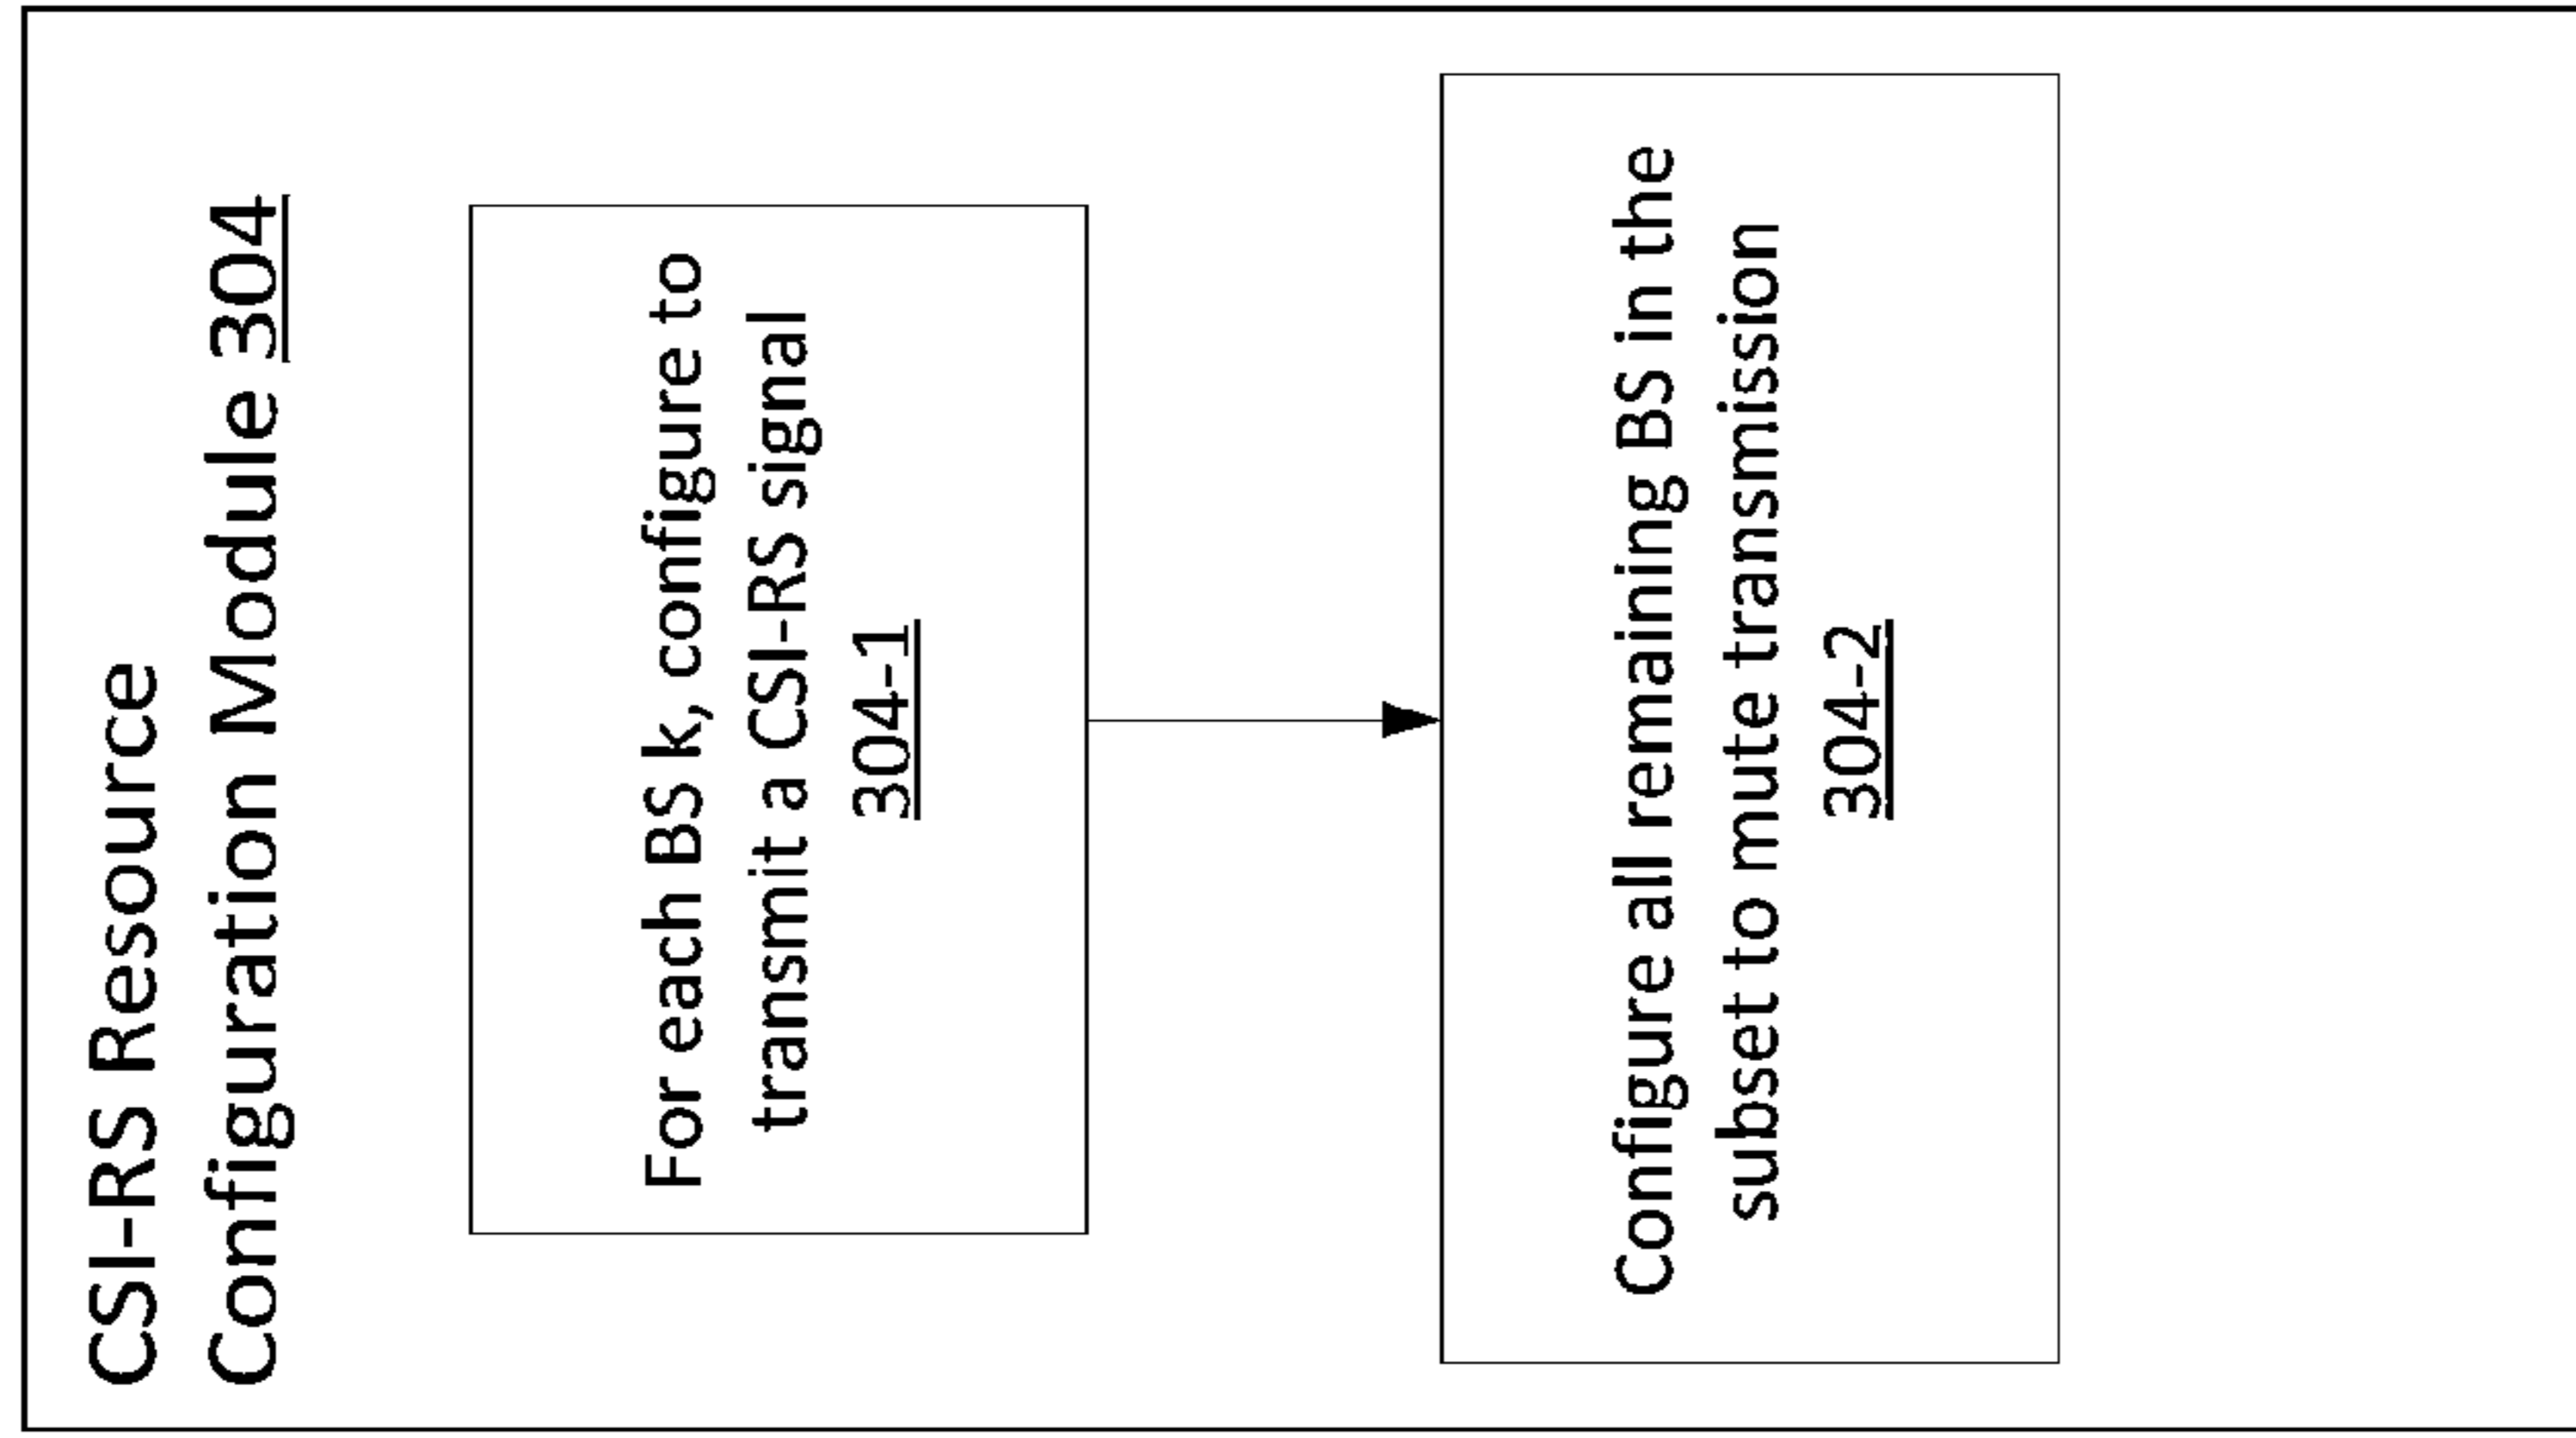 CSI-RS Resource
Configuration Module 304
For each BS k, configure to
transmit a CSI-RS signal
304-1
Configure all remaining BS in the
subset to mute transmission
304-2